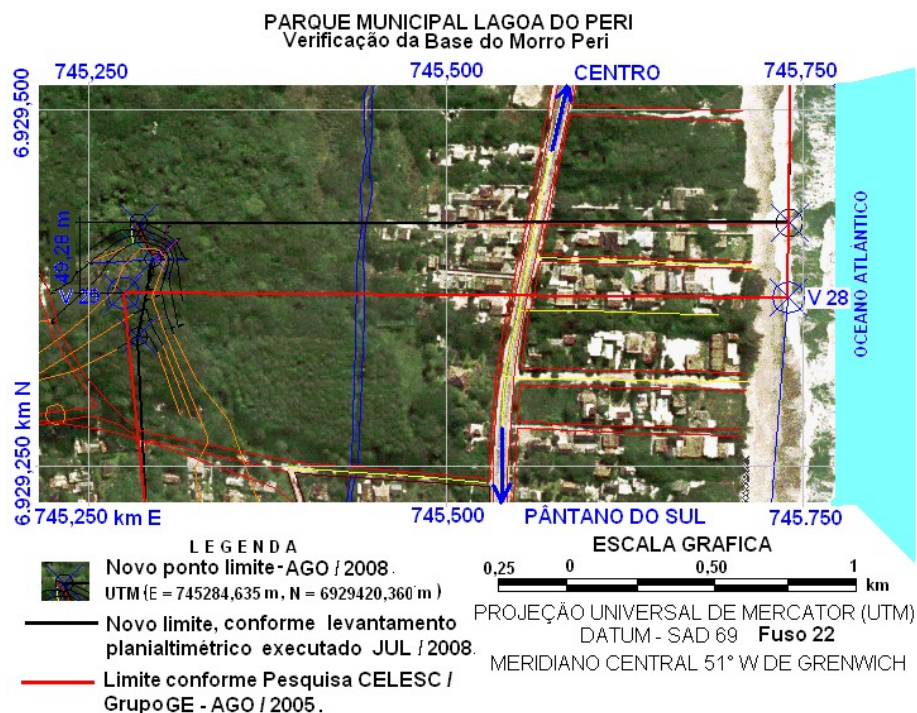 PARQUE MUNICIPAL LAGOA DO PERI
Verificação da Base do Morro Peri
745,250
745,500
CENTRO
745,750
6.929,500
49,28 m
V 29
V 28
OCEANO ATLÂNTICO
6.929,250 km N
745,250 km E
745,500
PÂNTANO DO SUL
745.750
L E G E N D A
Novo ponto limite-AGO / 2008.
UTM (E = 745284,635 m, N = 6929420,360 m)
Novo limite, conforme levantamento
planialtimétrico executado JUL / 2008.
Limite conforme Pesquisa CELESC /
Grupo GE - AGO / 2005.
ESCALA GRAFICA
0,25 0 0,50 1
km
PROJEÇÃO UNIVERSAL DE MERCATOR (UTM)
DATUM - SAD 69 Fuso 22
MERIDIANO CENTRAL 51° W DE GRENWICH